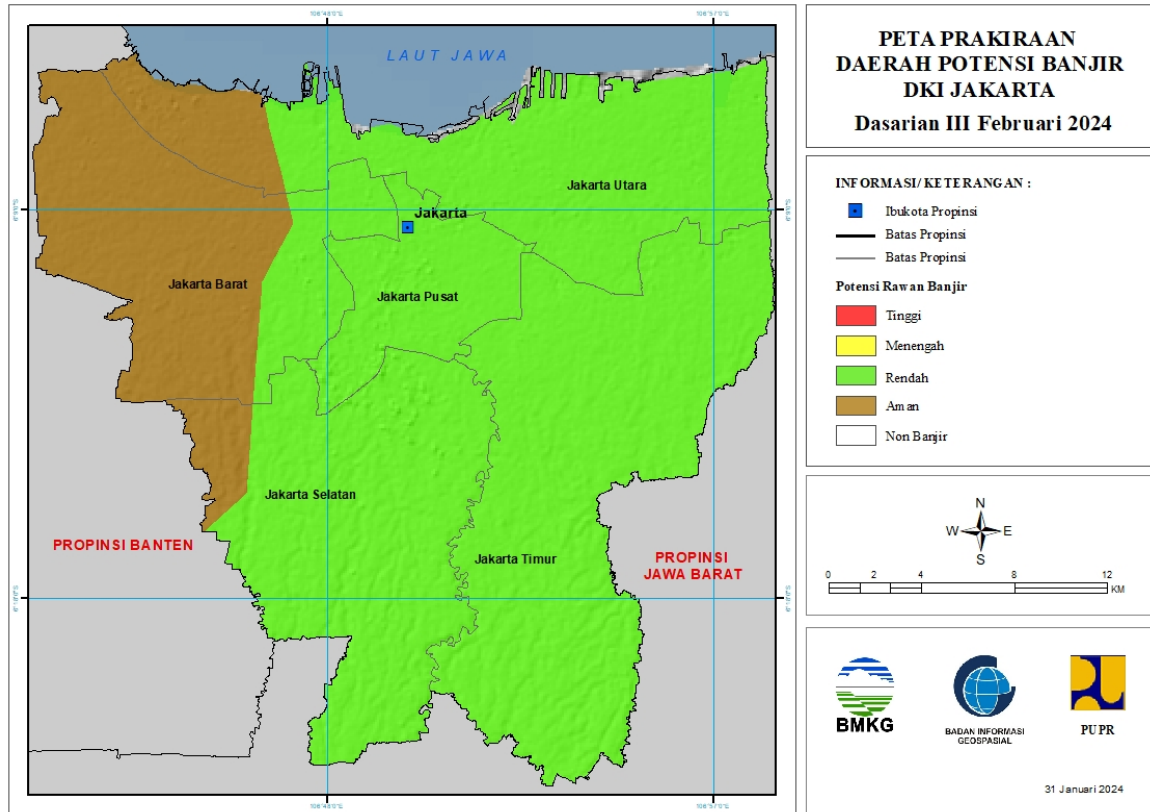 PETA PRAKIRAAN
DAERAH POTENSI BANJIR
DKI JAKARTA
Dasarian III Februari 2024
INFORMASI/ KETERANGAN :
Ibukota Propinsi
Batas Propinsi
Batas Propinsi
Potensi Rawan Banjir
Tinggi
Menengah
Rendah
Aman
Non Banjir
N
W E
S
0 2 4 8 12
KM
BMKG
BADAN INFORMASI
GEOSPASIAL
PUPR
31 Januari 2024
LAUT JAWA
Jakarta Utara
Jakarta
Jakarta Barat
Jakarta Pusat
Jakarta Selatan
Jakarta Timur
PROPINSI BANTEN
PROPINSI
JAWA BARAT